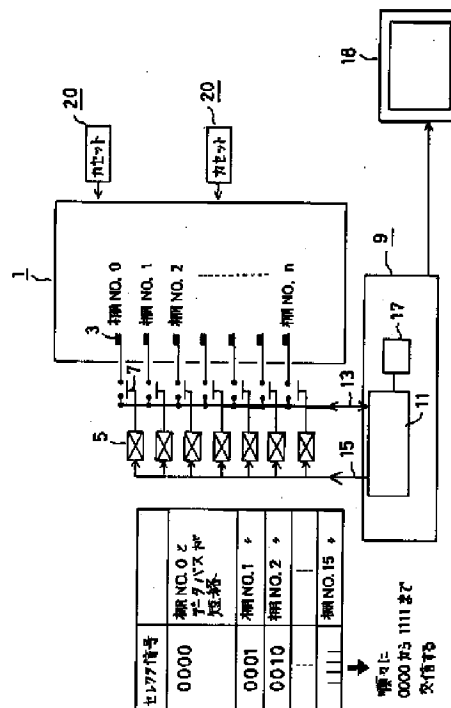 20
カセット
20
カセット
1
棚NO. 0
棚NO. 1
棚NO. 2
棚NO. n
3
7
5
13
15
9
11
17
18
セレクタ信号
0000
棚NO. 0と
データバスが
短絡
0001
棚NO. 1 〃
0010
棚NO. 2 〃
1111
棚NO. 15 〃
順々に
0000から1111まで
交信する